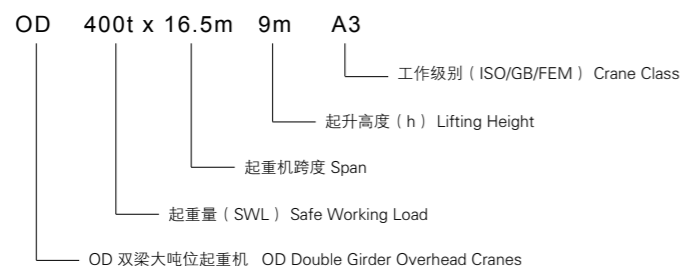 OD 400t x 16.5m 9m A3
工作级别（ISO/GB/FEM） Crane Class
起升高度（h） Lifting Height
起重机跨度 Span
起重量（SWL） Safe Working Load
OD 双梁大吨位起重机 OD Double Girder Overhead Cranes